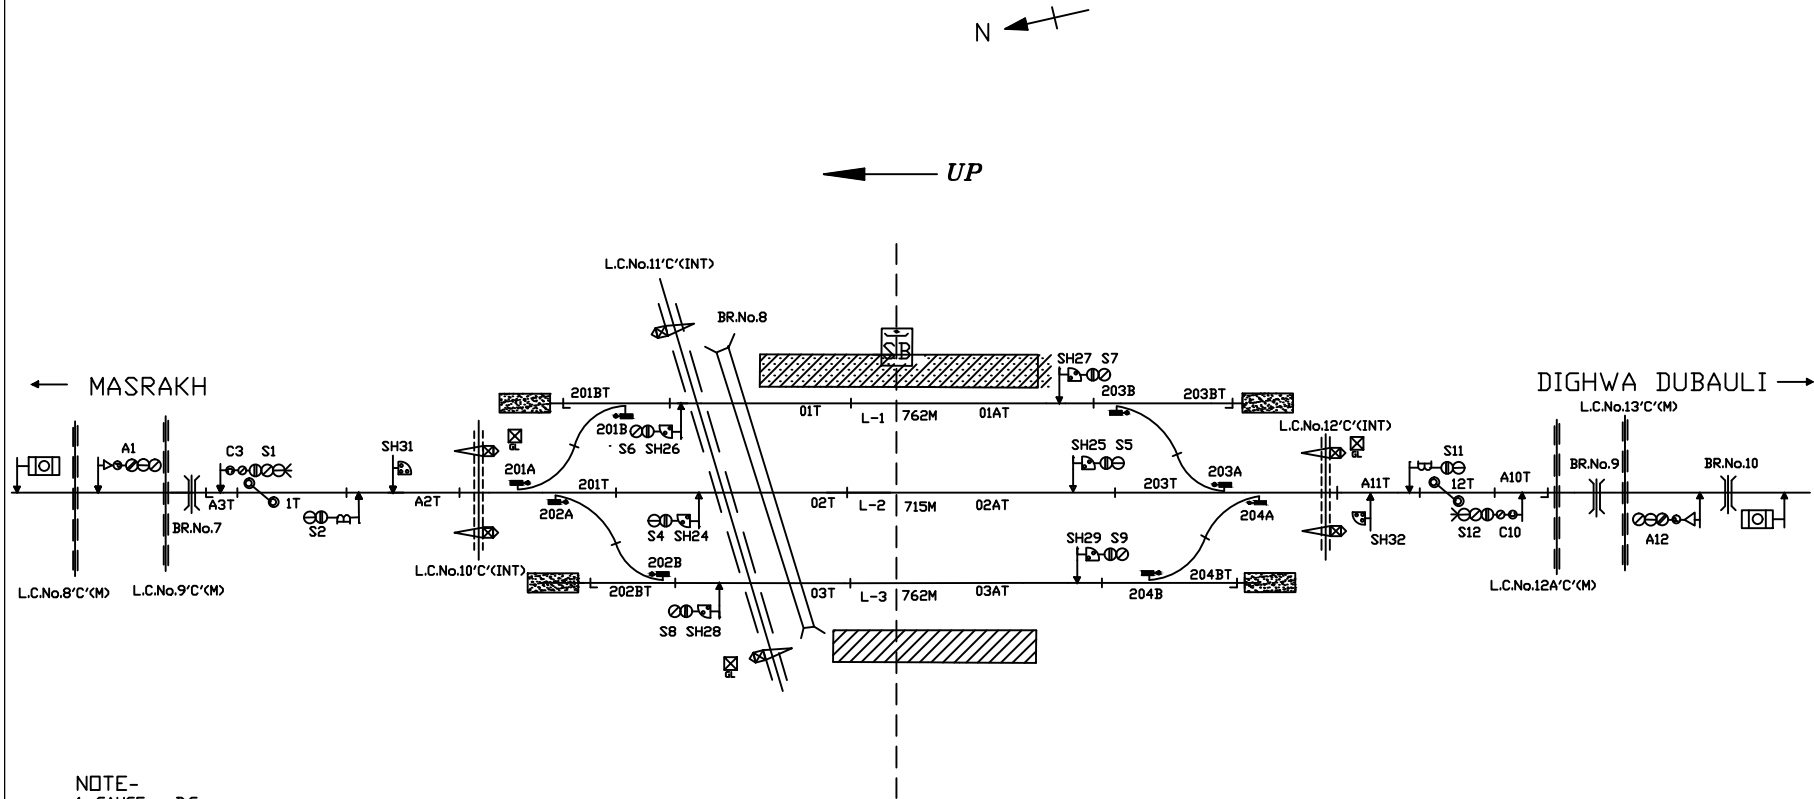 N
UP
L.C.No.11'C'(INT)
BR.No.8
SB
MASRAKH
DIGHWA DUBAULI
L.C.No.13'C'(M)
SH27 S7
201BT
203B
203BT
01T
L-1
762M
01AT
201B
S6 SH26
L.C.No.12'C'(INT)
GL
GL
A1
C3 S1
SH31
201A
201T
SH25 S5
203A
203T
S11
12T
A11T
A10T
BR.No.9
BR.No.10
A3T
1T
A2T
BR.No.7
S2
202A
02T
L-2
715M
02AT
204A
S4 SH24
SH32
S12 C10
A12
SH29 S9
L.C.No.8'C'(M)
L.C.No.9'C'(M)
L.C.No.10'C'(INT)
202B
202BT
03T
L-3
762M
03AT
204B
204BT
L.C.No.12A'C'(M)
S8 SH28
GL
NOTE-